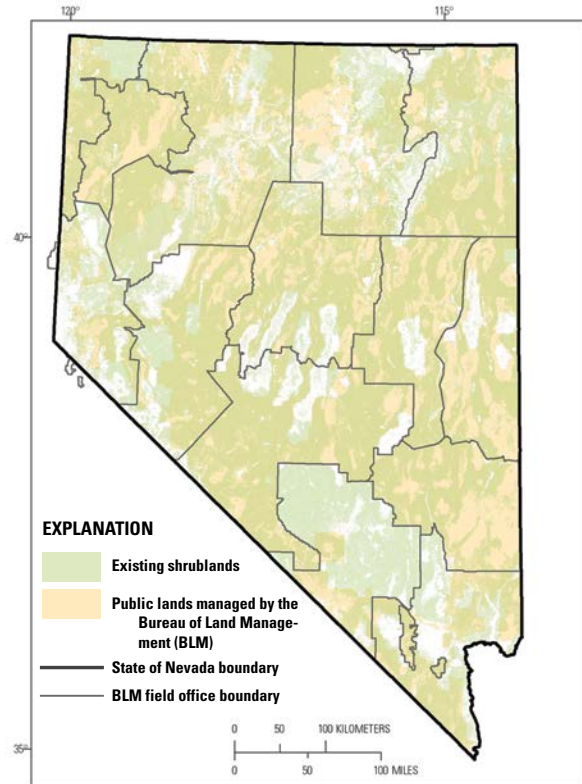 120°
115°
40°
EXPLANATION
Existing shrublands
Public lands managed by the
Bureau of Land Manage-
ment (BLM)
State of Nevada boundary
BLM field office boundary
0 50 100 KILOMETERS
0 50 100 MILES
35°